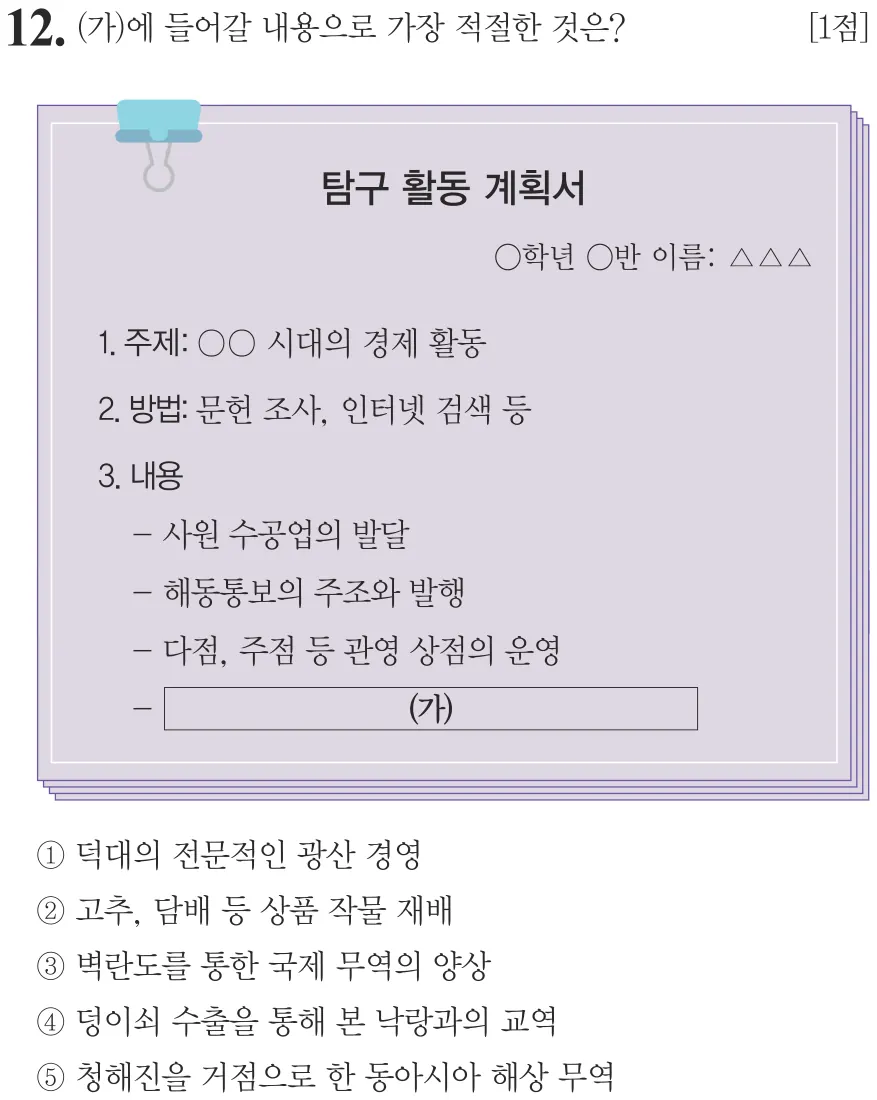 12. (가)에 들어갈 내용으로 가장 적절한 것은? [1점]
탐구 활동 계획서
○학년 ○반 이름: △△△
1. 주제: ○○ 시대의 경제 활동
2. 방법: 문헌 조사, 인터넷 검색 등
3. 내용
– 사원 수공업의 발달
– 해동통보의 주조와 발행
– 다점, 주점 등 관영 상점의 운영
– (가)
① 덕대의 전문적인 광산 경영
② 고추, 담배 등 상품 작물 재배
③ 벽란도를 통한 국제 무역의 양상
④ 덩이쇠 수출을 통해 본 낙랑과의 교역
⑤ 청해진을 거점으로 한 동아시아 해상 무역